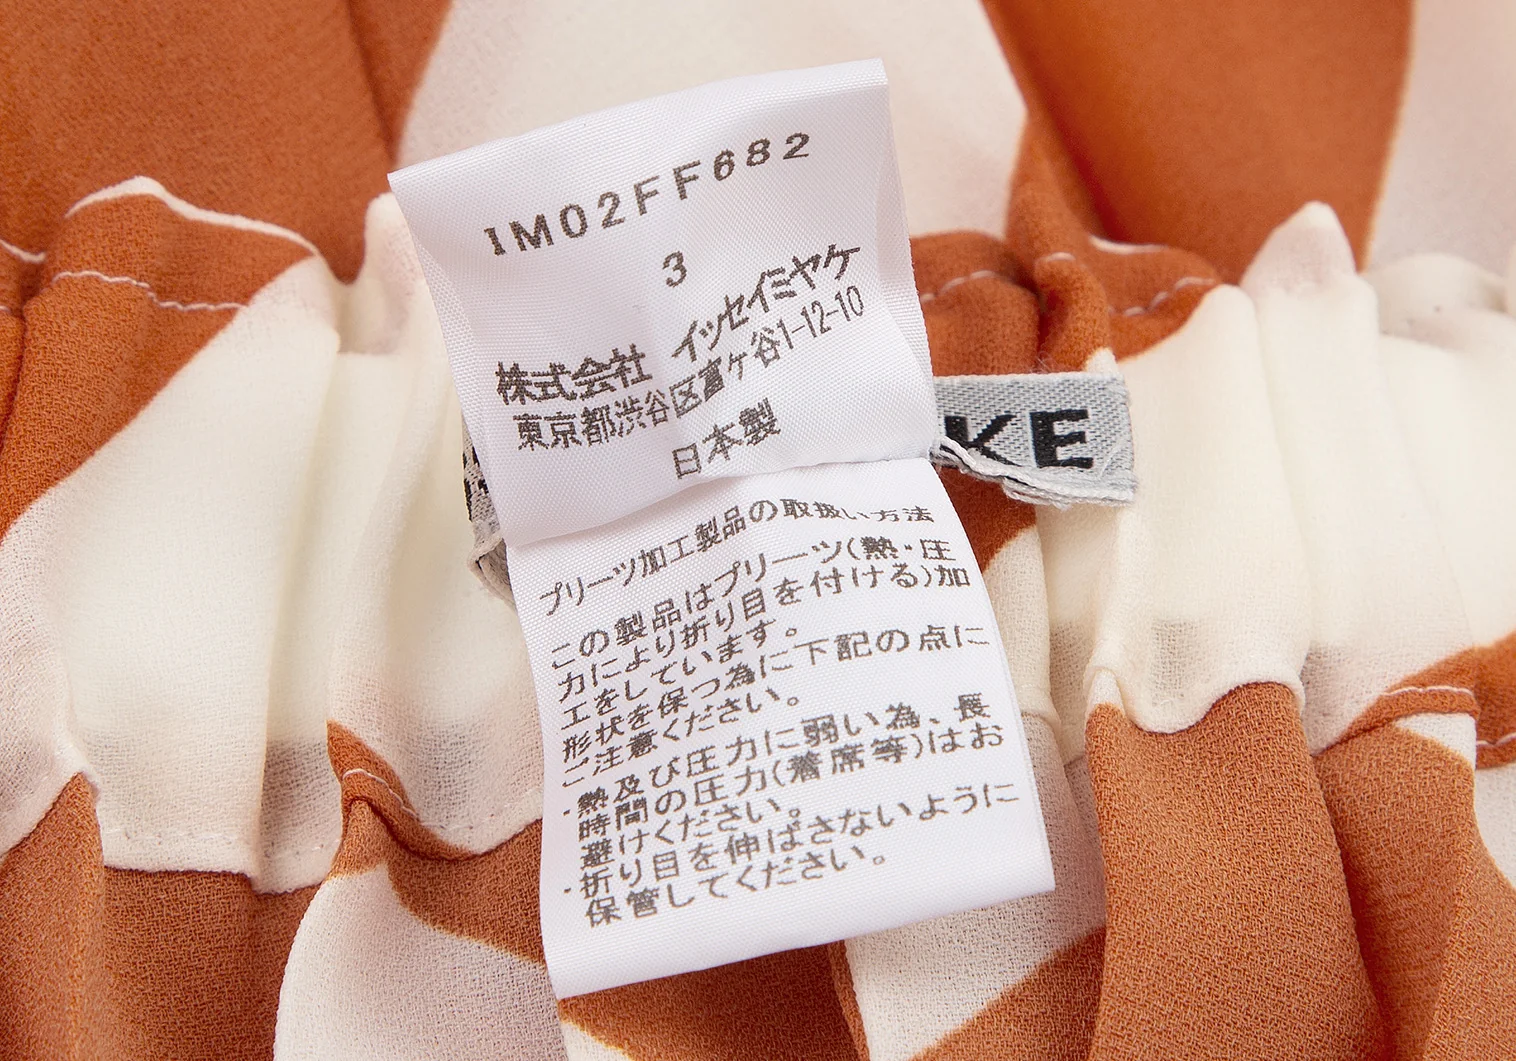 IM02FF682
3
株式会社 イッセイミヤケ
東京都渋谷区富ケ谷1-12-10
日本製
KE
プリーツ加工製品の取扱い方法
この製品はプリーツ(熱・圧
力により折り目を付ける)加
工をしています。
形状を保つ為に下記の点に
ご注意ください。
・熱及び圧力に弱い為、長
時間の圧力(着席等)はお
避けください。
・折り目を伸ばさないように
保管してください。